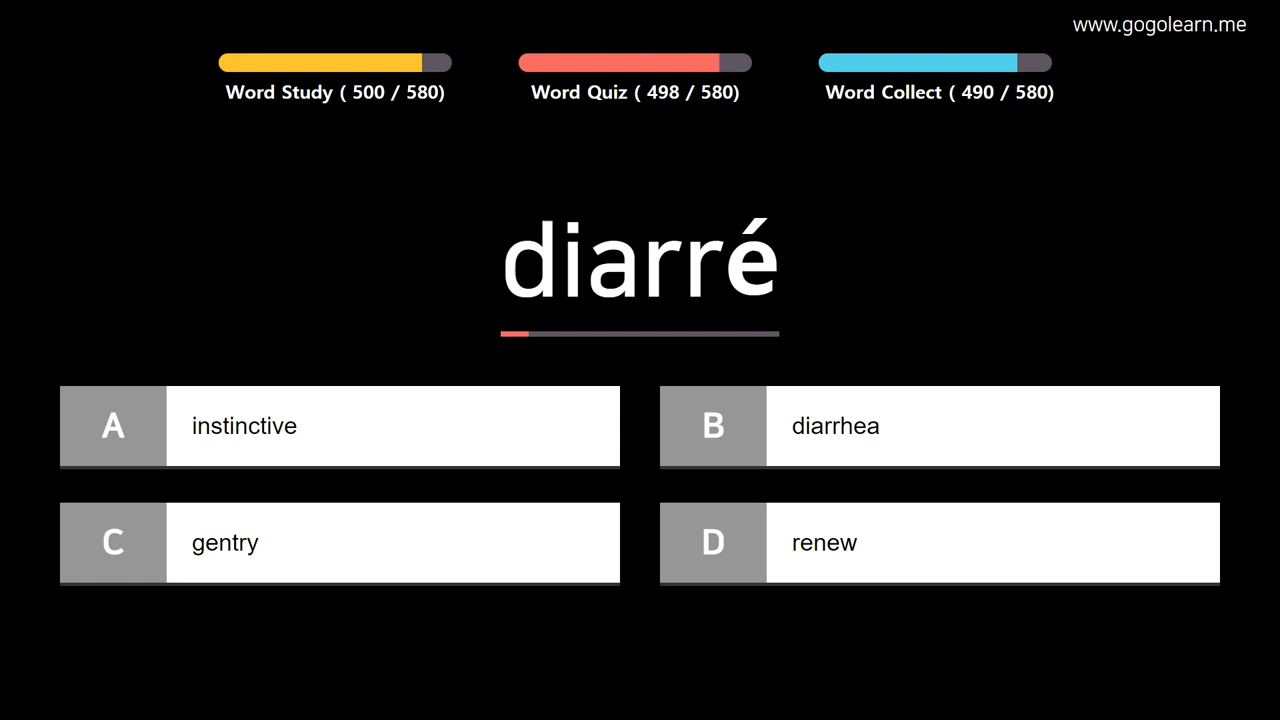 www.gogolearn.me
Word Study ( 500 / 580)
Word Quiz ( 498 / 580)
Word Collect ( 490 / 580)
diarré
A instinctive
B diarrhea
C gentry
D renew